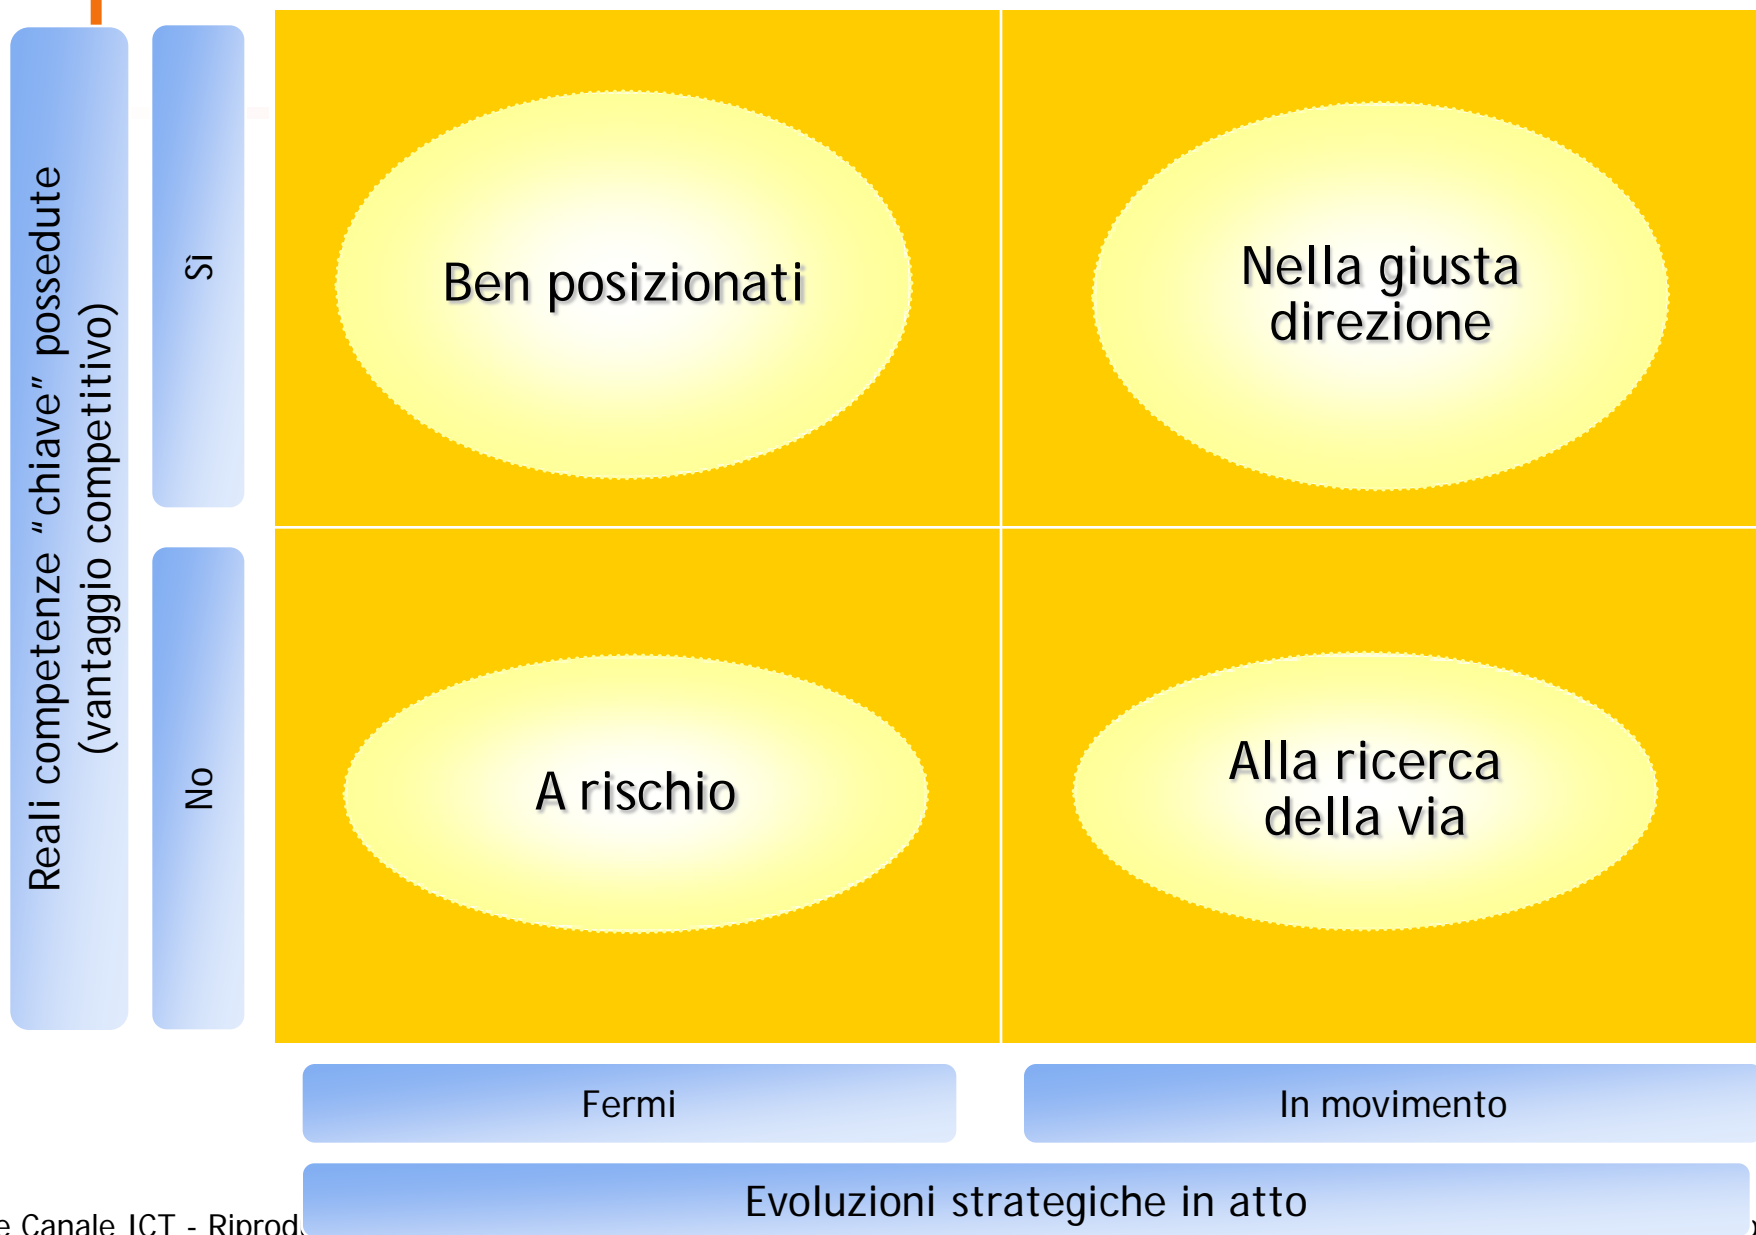 Reali competenze “chiave” possedute
(vantaggio competitivo)
Sì
No
Ben posizionati
Nella giusta
direzione
A rischio
Alla ricerca
della via
Fermi
In movimento
Evoluzioni strategiche in atto
e Canale ICT - Riprod